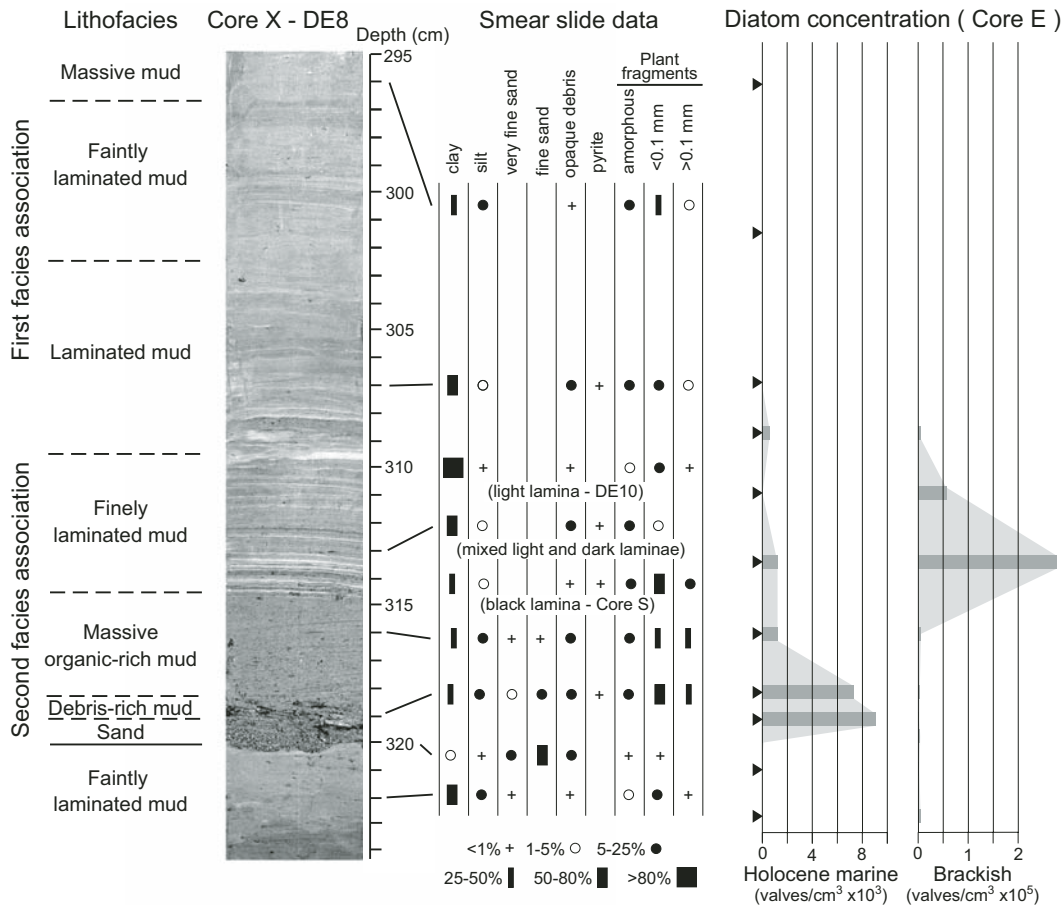 Lithofacies
Core X - DE8
Depth (cm)
Smear slide data
Diatom concentration ( Core E )
First facies association
Second facies association
Massive mud
Faintly
laminated mud
Laminated mud
Finely
laminated mud
Massive
organic-rich mud
Debris-rich mud
Sand
Faintly
laminated mud
295
300
305
310
315
320
Plant
fragments
clay
silt
very fine sand
fine sand
opaque debris
pyrite
amorphous
<0.1 mm
>0.1 mm
+
+
+ + +
(light lamina - DE10)
+
(mixed light and dark laminae)
+ +
(black lamina - Core S)
+ +
+
+ + +
+ + +
<1% + 1-5% 5-25%
25-50% 50-80% >80%
0 4 8
Holocene marine
(valves/cm³ x10³)
0 1 2
Brackish
(valves/cm³ x10⁵)